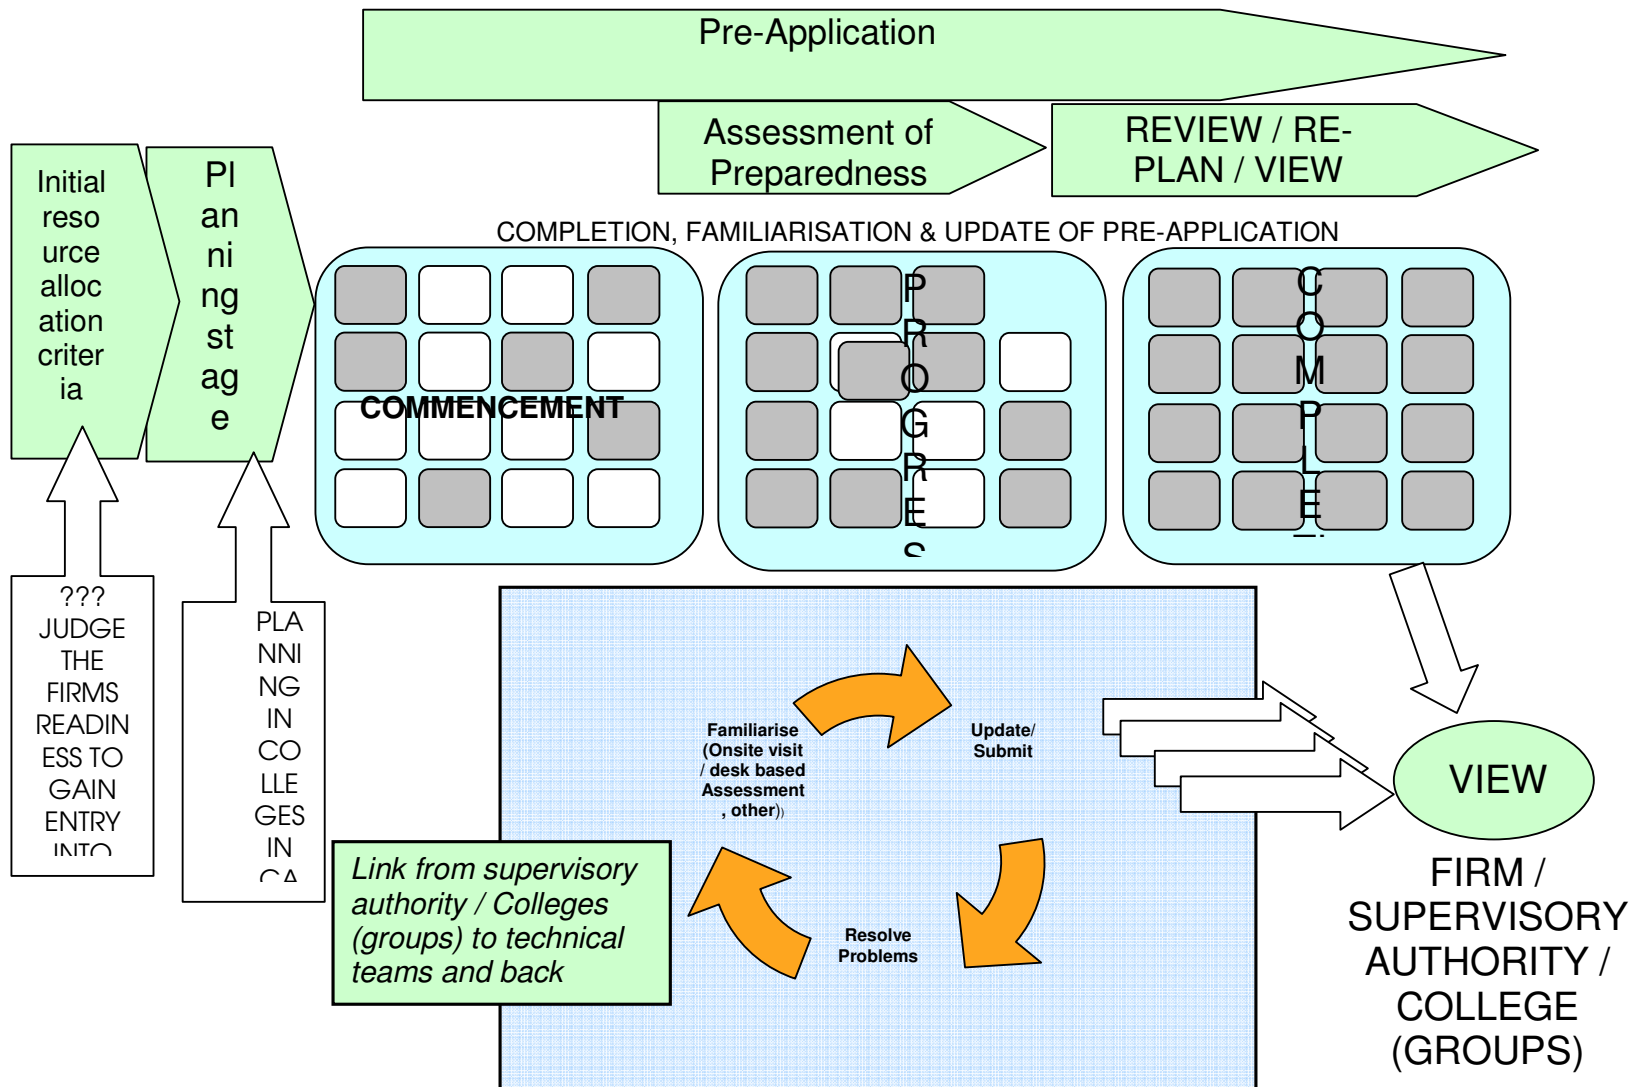 Pre-Application
Assessment of
Preparedness
REVIEW / RE-
PLAN / VIEW
Initial
reso
urce
alloc
ation
criter
ia
Pl
an
ni
ng
st
ag
e
COMPLETION, FAMILIARISATION & UPDATE OF PRE-APPLICATION
COMMENCEMENT
P
R
O
G
R
E
S
C
O
M
P
L
E
???
JUDGE
THE
FIRMS
READIN
ESS TO
GAIN
ENTRY
INTO
PLA
NNI
NG
IN
CO
LLE
GES
IN
CA
Familiarise
(Onsite visit
/ desk based
Assessment
, other))
Update/
Submit
Resolve
Problems
Link from supervisory
authority / Colleges
(groups) to technical
teams and back
VIEW
FIRM /
SUPERVISORY
AUTHORITY /
COLLEGE
(GROUPS)